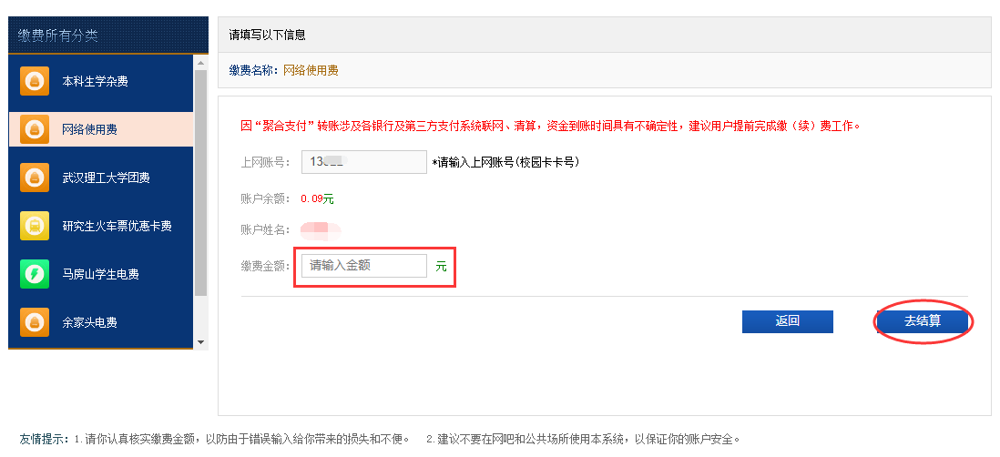 缴费所有分类
本科生学杂费
网络使用费
武汉理工大学团费
研究生火车票优惠卡费
马房山学生电费
余家头电费
请填写以下信息
缴费名称：网络使用费
因“聚合支付”转账涉及各银行及第三方支付系统联网、清算，资金到账时间具有不确定性，建议用户提前完成缴（续）费工作。
上网账号： *请输入上网账号(校园卡卡号)
账户余额： 0.09元
账户姓名：
缴费金额： 请输入金额 元
返回 去结算
友情提示：1.请你认真核实缴费金额，以防由于错误输入给你带来的损失和不便。 2.建议不要在网吧和公共场所使用本系统，以保证你的账户安全。